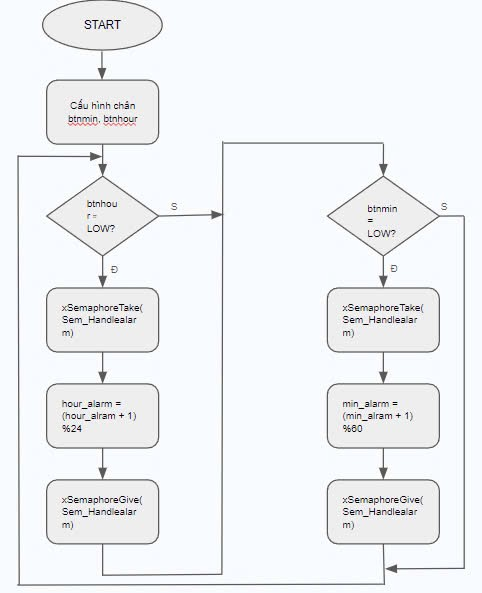 START
Cấu hình chân
btnmin, btnhour
btnhou
r =
LOW?
S
Đ
xSemaphoreTake(
Sem_Handlealar
m)
hour_alarm =
(hour_alram + 1)
%24
xSemaphoreGive(
Sem_Handlealar
m)
btnmin
=
LOW?
S
Đ
xSemaphoreTake(
Sem_Handlealar
m)
min_alarm =
(min_alram + 1)
%60
xSemaphoreGive(
Sem_Handlealar
m)